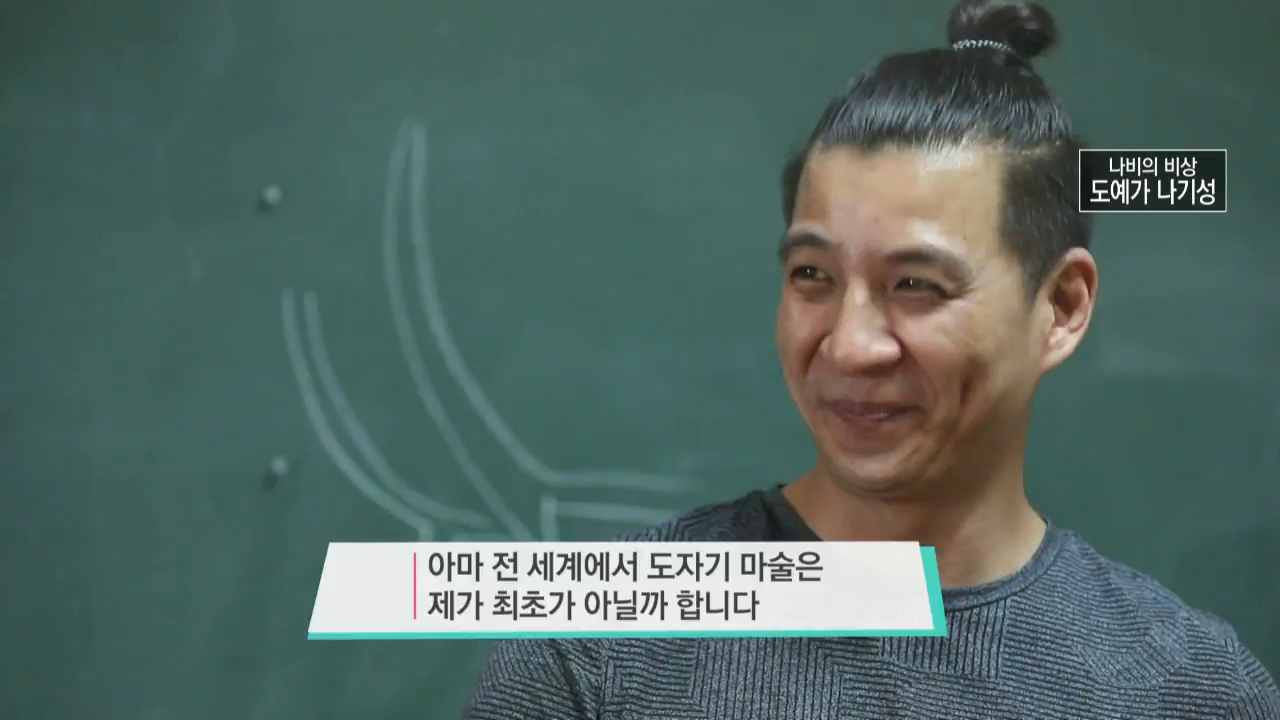 나비의 비상
도예가 나기성
아마 전 세계에서 도자기 마술은
제가 최초가 아닐까 합니다